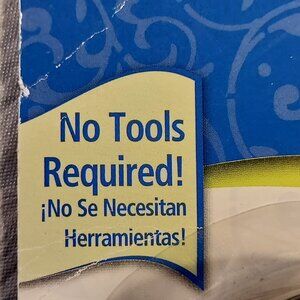 No Tools
Required!
¡No Se Necesitan
Herramientas!